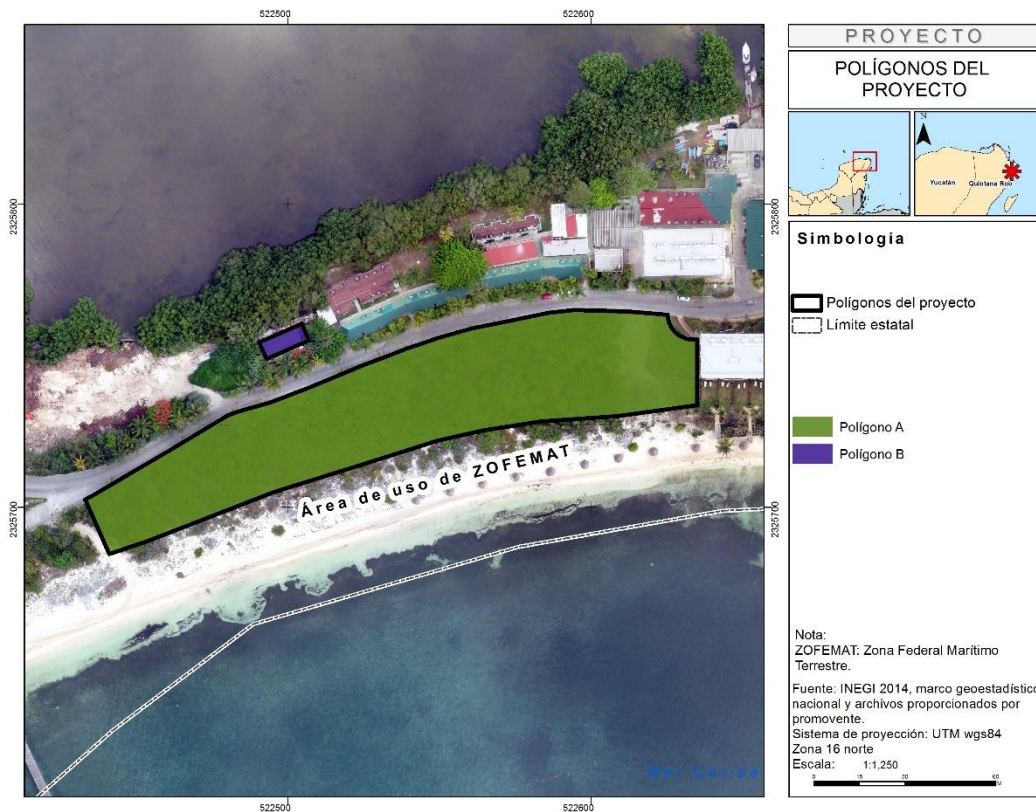 522500
522600
2325800
2325800
2325700
2325700
Área de uso de ZOFEMAT
Mar Caribe
522500
522600
PROYECTO
POLÍGONOS DEL
PROYECTO
N
Yucatán
Quintana Roo
Simbología
Polígonos del proyecto
Límite estatal
Polígono A
Polígono B
Nota:
ZOFEMAT: Zona Federal Marítimo
Terrestre.
Fuente: INEGI 2014, marco geoestadístico
nacional y archivos proporcionados por
promovente.
Sistema de proyección: UTM wgs84
Zona 16 norte
Escala: 1:1,250
0 15 30 60
M